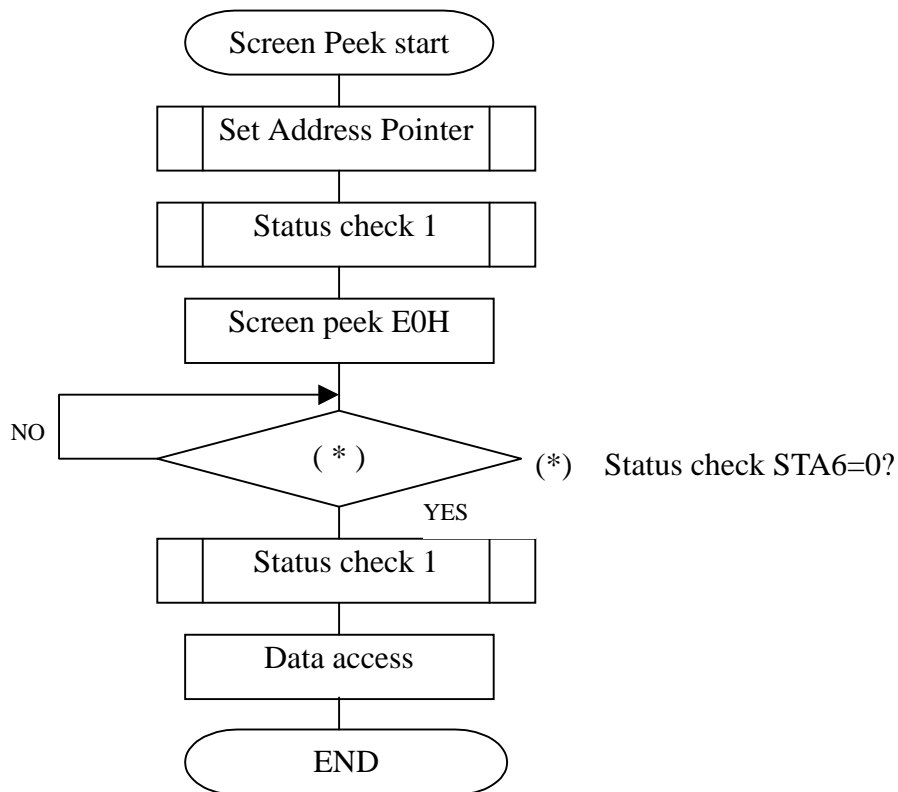 Screen Peek start
Set Address Pointer
Status check 1
Screen peek E0H
NO
( * )
(*) Status check STA6=0?
YES
Status check 1
Data access
END